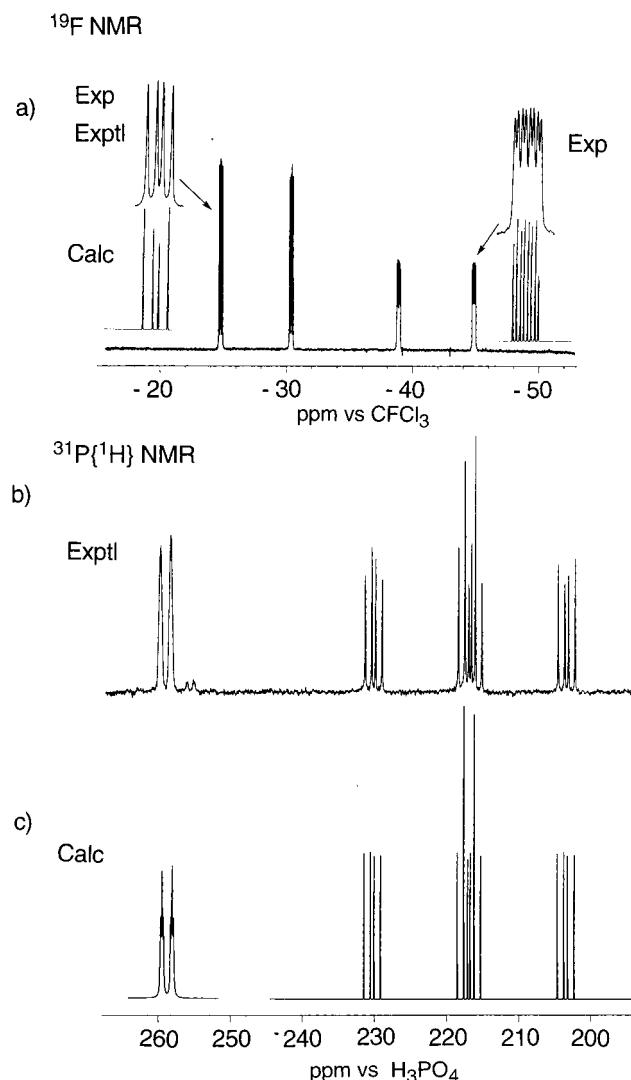 ¹⁹F NMR
a)
Exp
Exptl
Exp
Calc
- 20 - 30 - 40 - 50
ppm vs CFCl₃
³¹P{¹H} NMR
b)
Exptl
c)
Calc
260 250 -240 230 220 210 200
ppm vs H₃PO₄